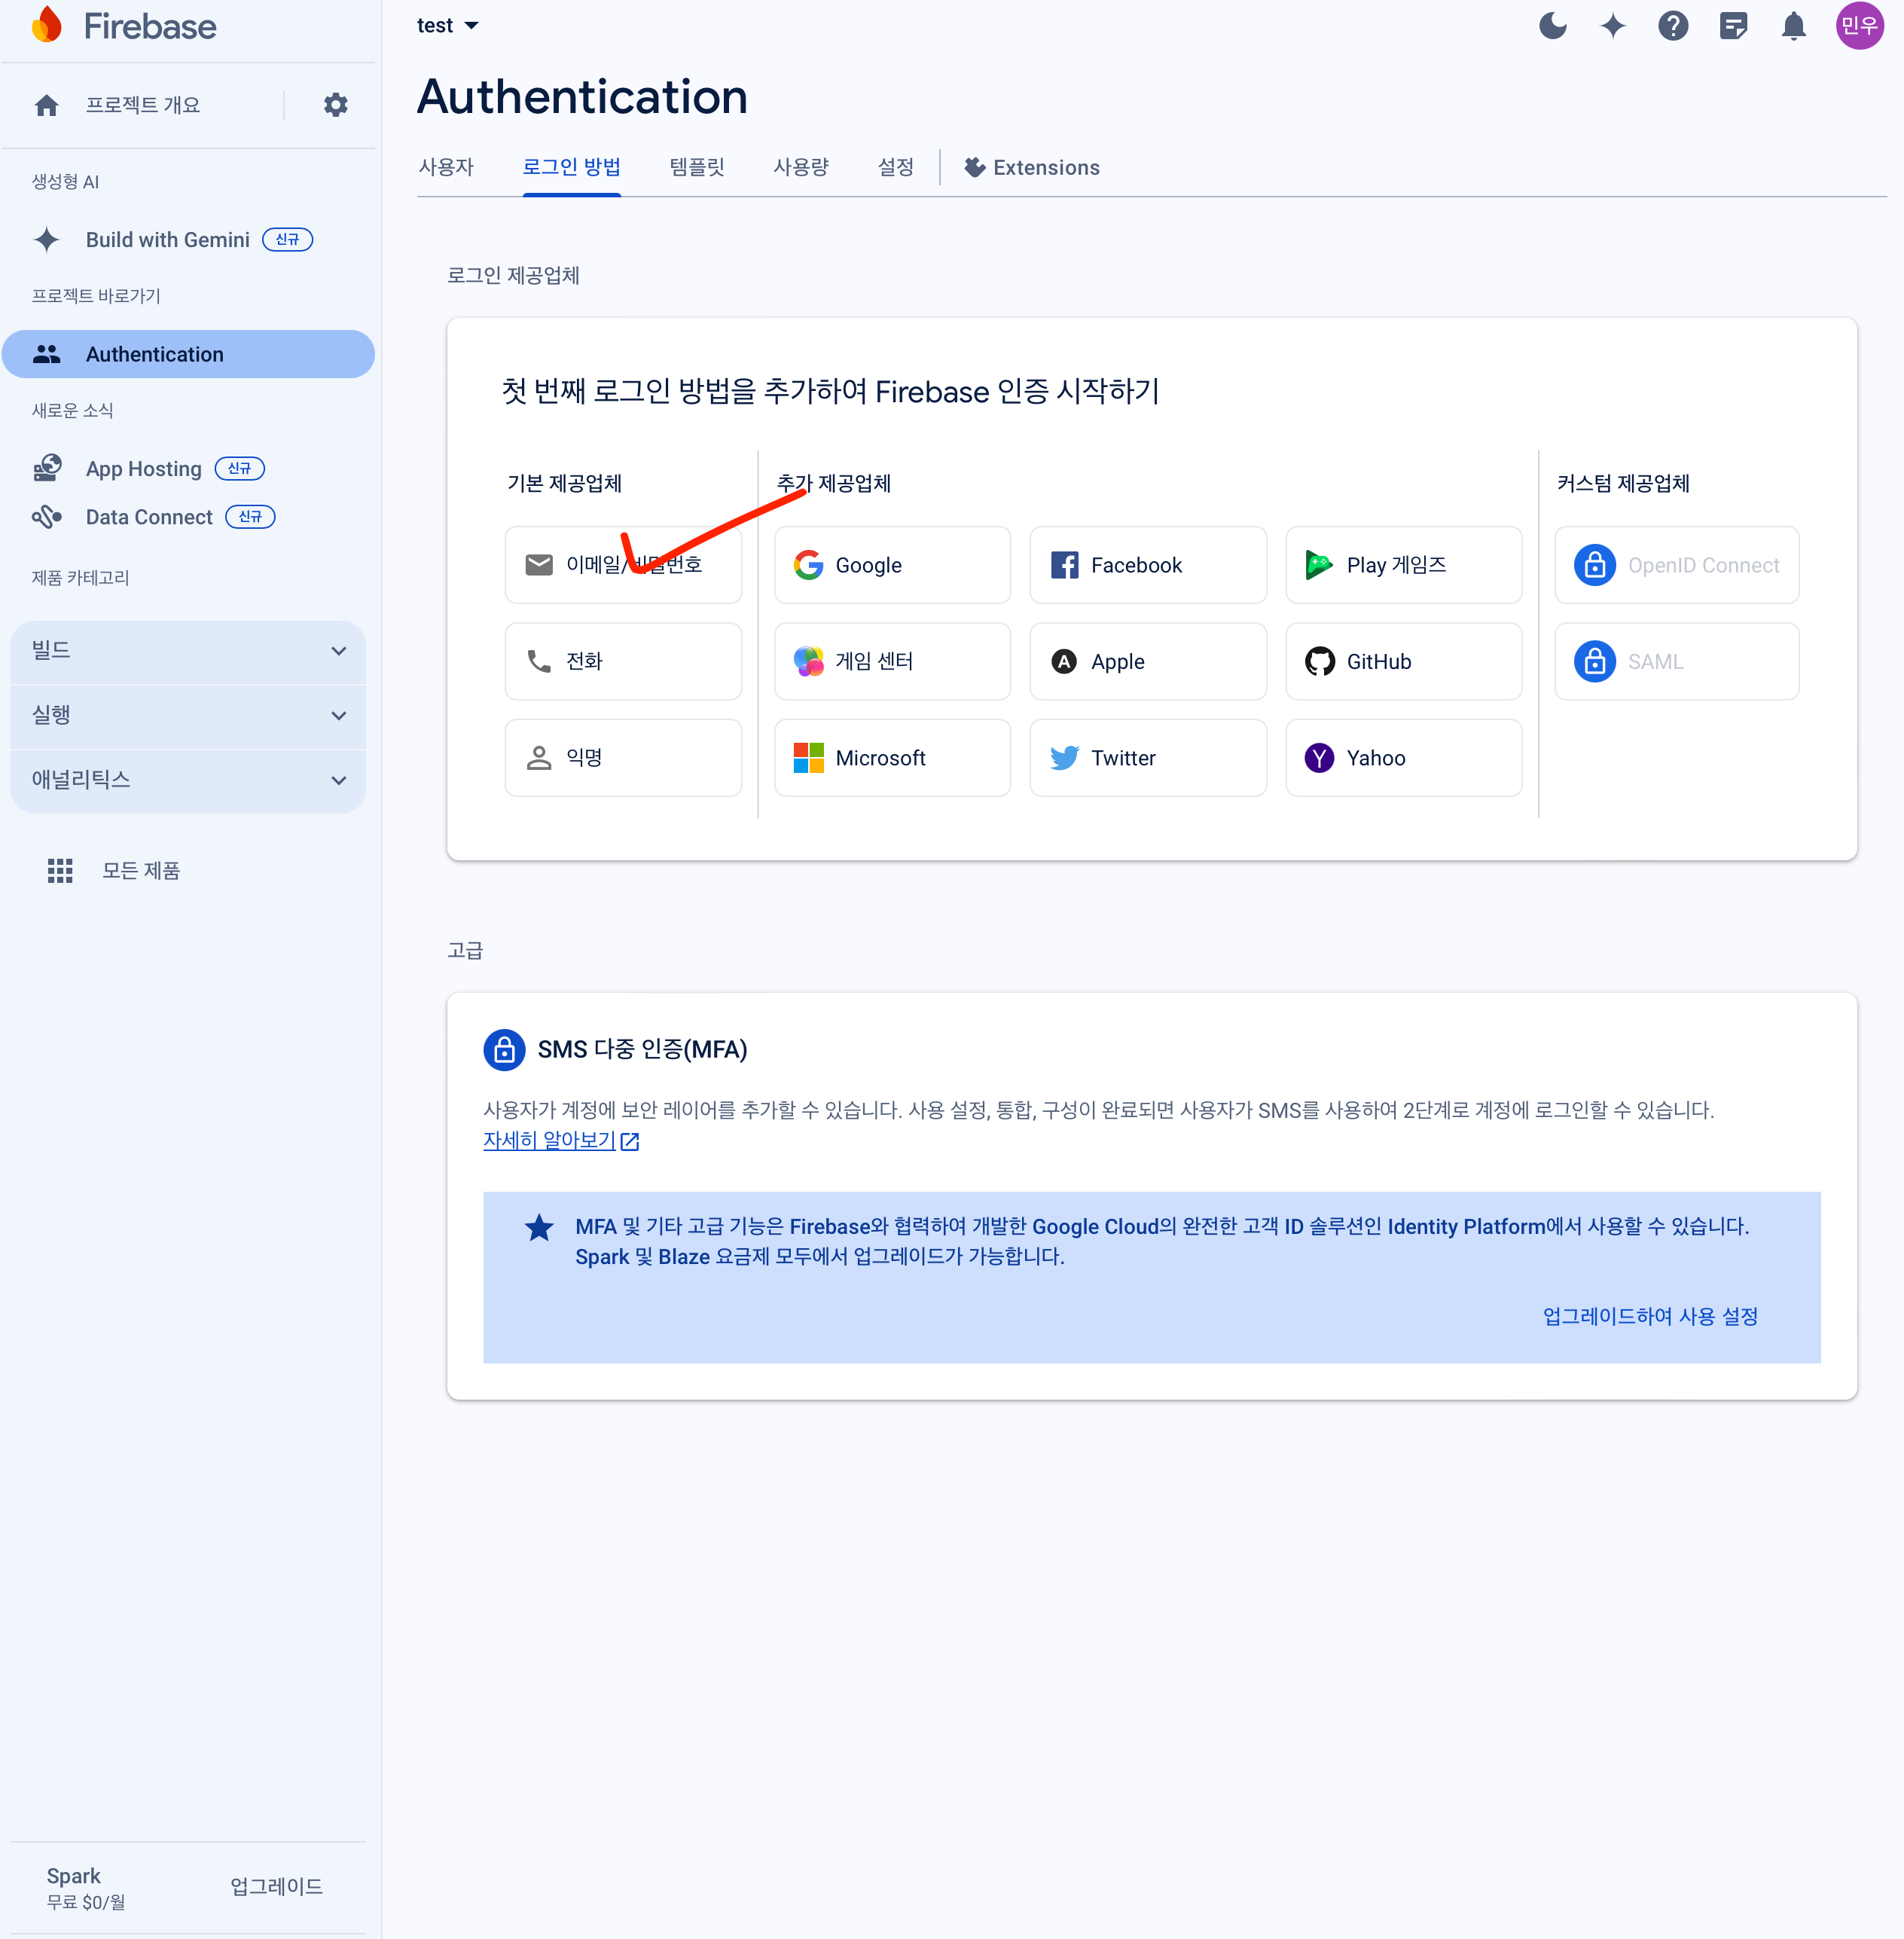 Firebase
test
민우
프로젝트 개요
Authentication
사용자
로그인 방법
템플릿
사용량
설정
Extensions
생성형 AI
Build with Gemini 신규
프로젝트 바로가기
Authentication
새로운 소식
App Hosting 신규
Data Connect 신규
제품 카테고리
빌드
실행
애널리틱스
모든 제품
Spark
무료 $0/월
업그레이드
로그인 제공업체
첫 번째 로그인 방법을 추가하여 Firebase 인증 시작하기
기본 제공업체
이메일/비밀번호
전화
익명
추가 제공업체
Google
Facebook
Play 게임즈
게임 센터
Apple
GitHub
Microsoft
Twitter
Yahoo
커스텀 제공업체
OpenID Connect
SAML
고급
SMS 다중 인증(MFA)
사용자가 계정에 보안 레이어를 추가할 수 있습니다. 사용 설정, 통합, 구성이 완료되면 사용자가 SMS를 사용하여 2단계로 계정에 로그인할 수 있습니다.
자세히 알아보기
MFA 및 기타 고급 기능은 Firebase와 협력하여 개발한 Google Cloud의 완전한 고객 ID 솔루션인 Identity Platform에서 사용할 수 있습니다.
Spark 및 Blaze 요금제 모두에서 업그레이드가 가능합니다.
업그레이드하여 사용 설정